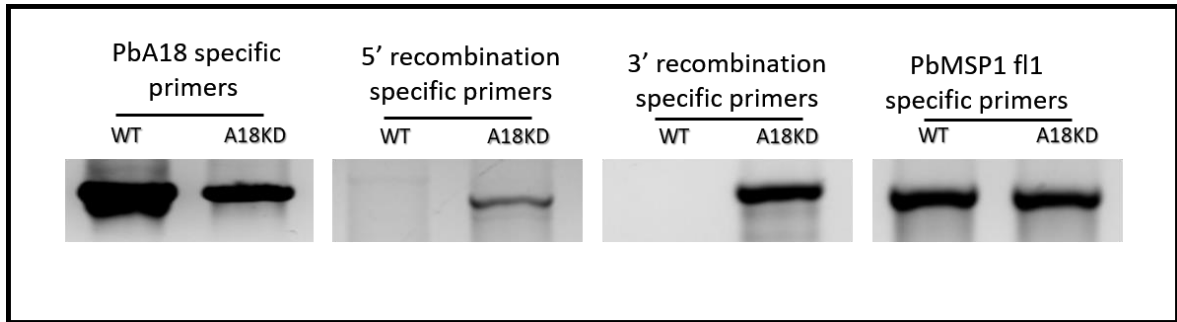 PbA18 specific
primers
WT A18KD
5’ recombination
specific primers
WT A18KD
3’ recombination
specific primers
WT A18KD
PbMSP1 fl1
specific primers
WT A18KD